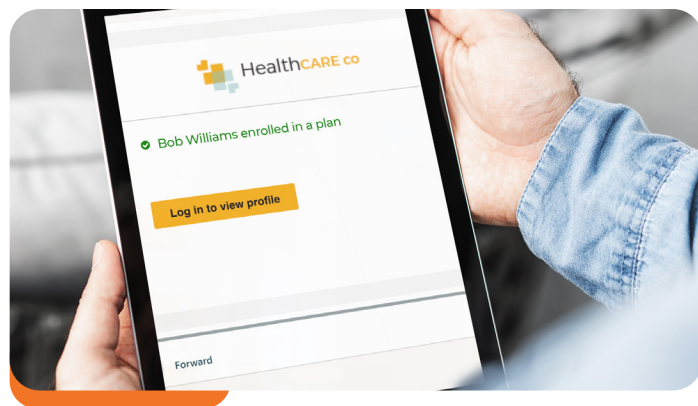 HealthCARE co
Bob Williams enrolled in a plan
Log in to view profile
Forward